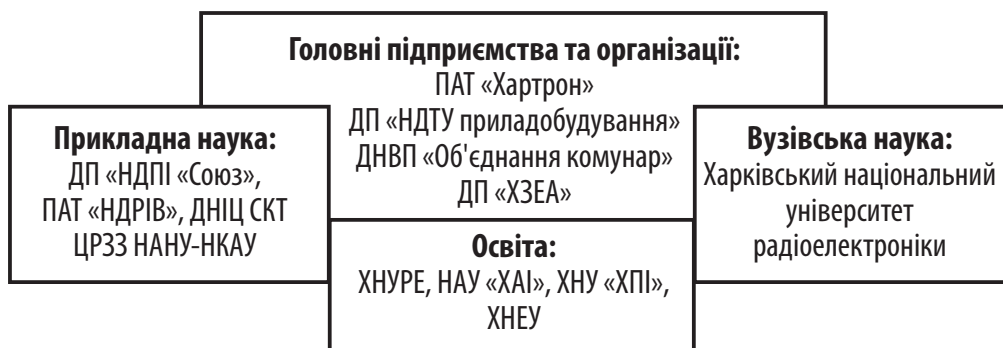 Головні підприємства та організації:
ПАТ «Хартрон»
ДП «НДТУ приладобудування»
ДНВП «Об'єднання комунар»
ДП «ХЗЕА»
Прикладна наука:
ДП «НДПІ «Союз»,
ПАТ «НДРІВ», ДНІЦ СКТ
ЦРЗЗ НАНУ-НКАУ
Вузівська наука:
Харківський національний
університет
радіоелектроніки
Освіта:
ХНУРЕ, НАУ «ХАІ», ХНУ «ХПІ»,
ХНЕУ